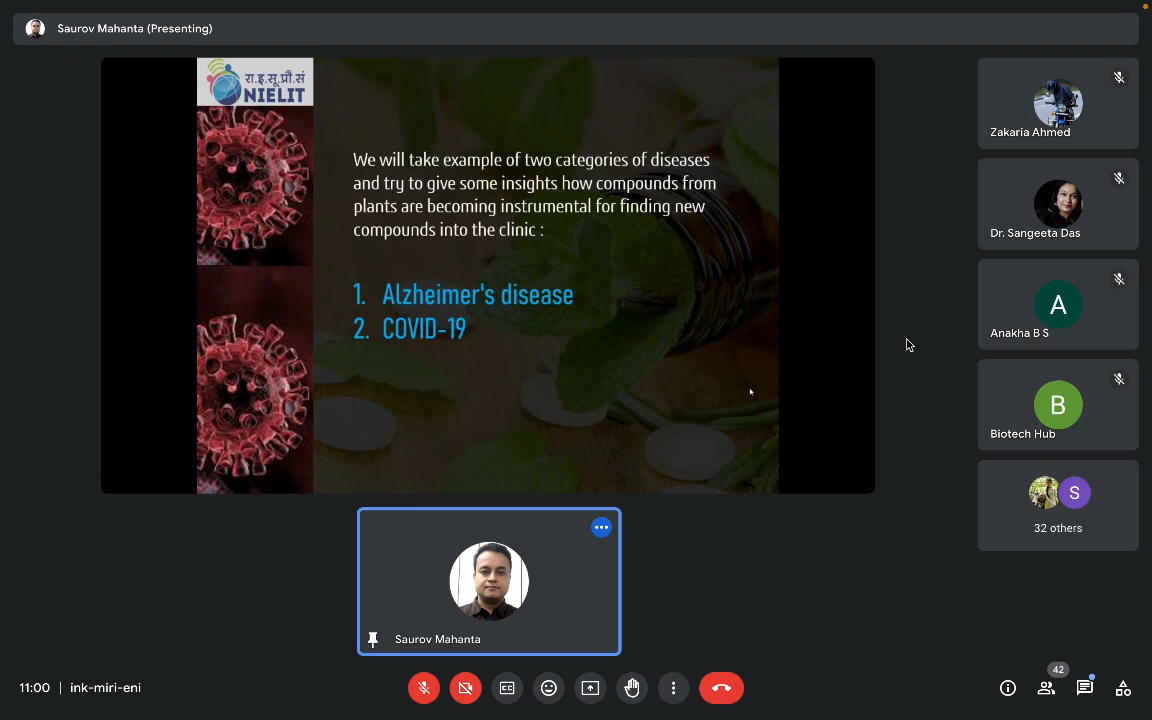 Saurov Mahanta (Presenting)
रा.इ.सू.प्रौ.सं
NIELIT
We will take example of two categories of diseases
and try to give some insights how compounds from
plants are becoming instrumental for finding new
compounds into the clinic :
1. Alzheimer's disease
2. COVID-19
Zakaria Ahmed
Dr. Sangeeta Das
A
Anakha B S
B
Biotech Hub
S
32 others
Saurov Mahanta
11:00 | ink-miri-eni
CC
42